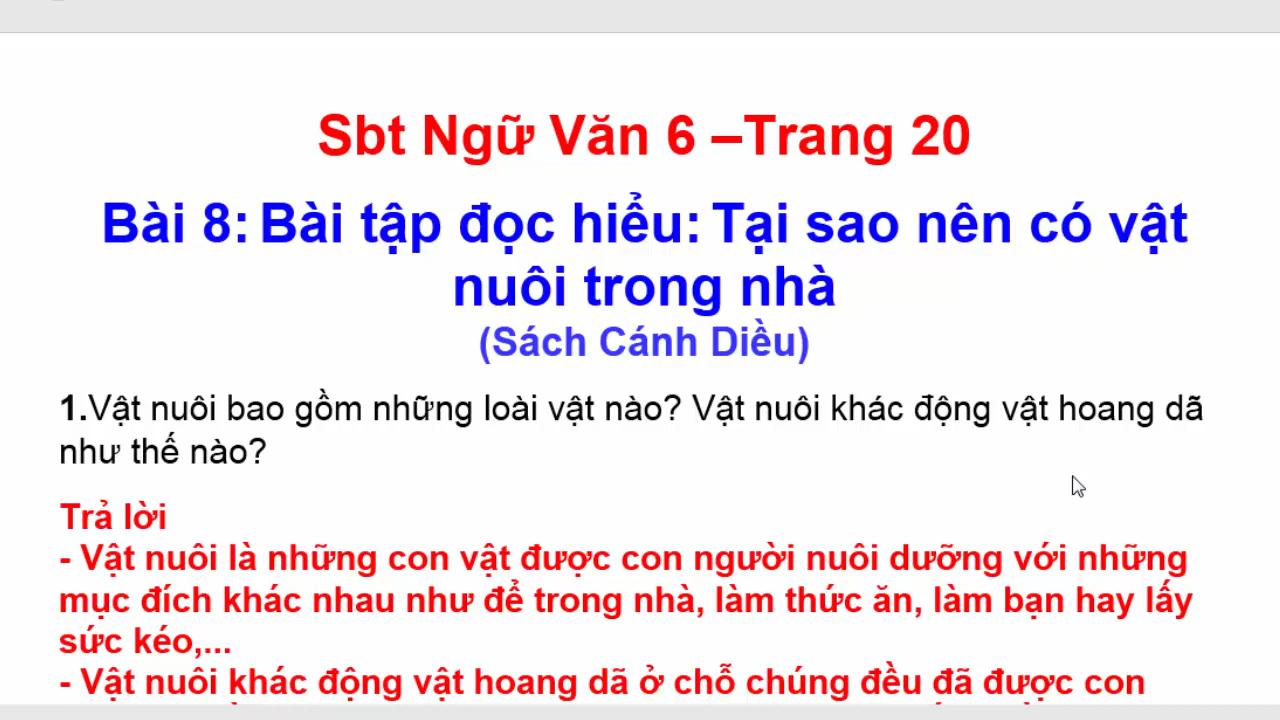 Sbt Ngữ Văn 6 –Trang 20
Bài 8: Bài tập đọc hiểu: Tại sao nên có vật
nuôi trong nhà
(Sách Cánh Diều)
1.Vật nuôi bao gồm những loài vật nào? Vật nuôi khác động vật hoang dã
như thế nào?
Trả lời
- Vật nuôi là những con vật được con người nuôi dưỡng với những
mục đích khác nhau như để trong nhà, làm thức ăn, làm bạn hay lấy
sức kéo,...
- Vật nuôi khác động vật hoang dã ở chỗ chúng đều đã được con